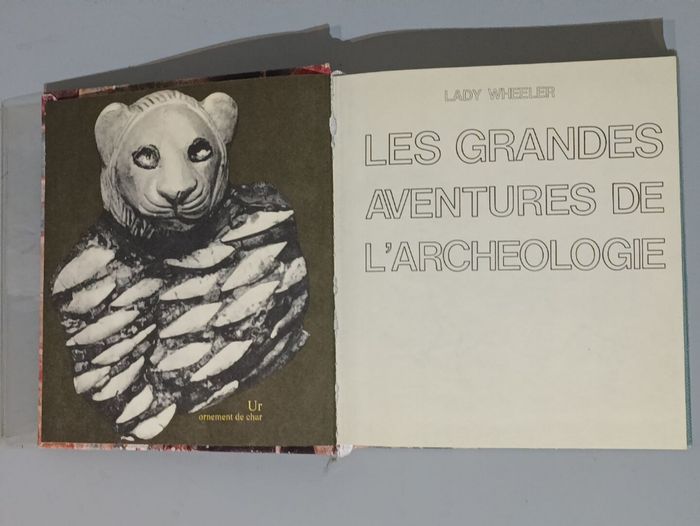 Ur
ornement de char
LADY WHEELER
LES GRANDES
AVENTURES DE
L'ARCHEOLOGIE